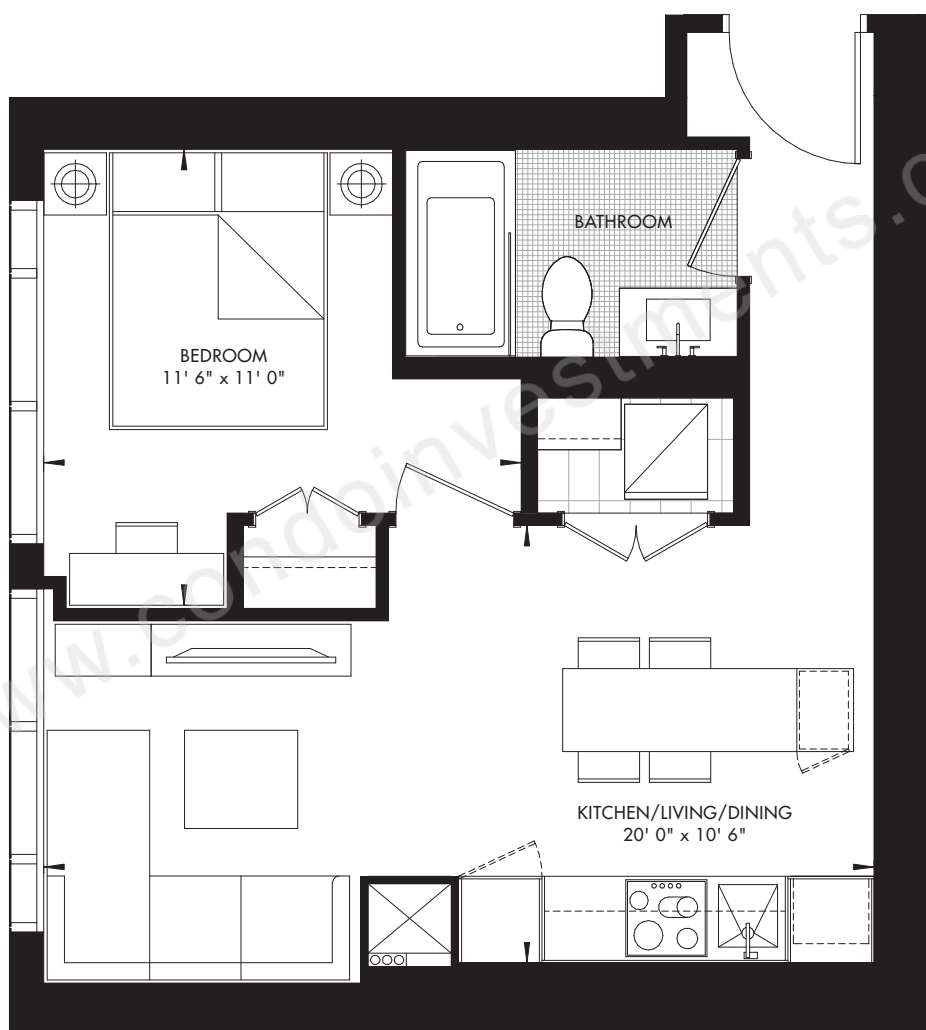 BATHROOM
BEDROOM
11' 6" x 11' 0"
www.condoinvestments.c
KITCHEN/LIVING/DINING
20' 0" x 10' 6"